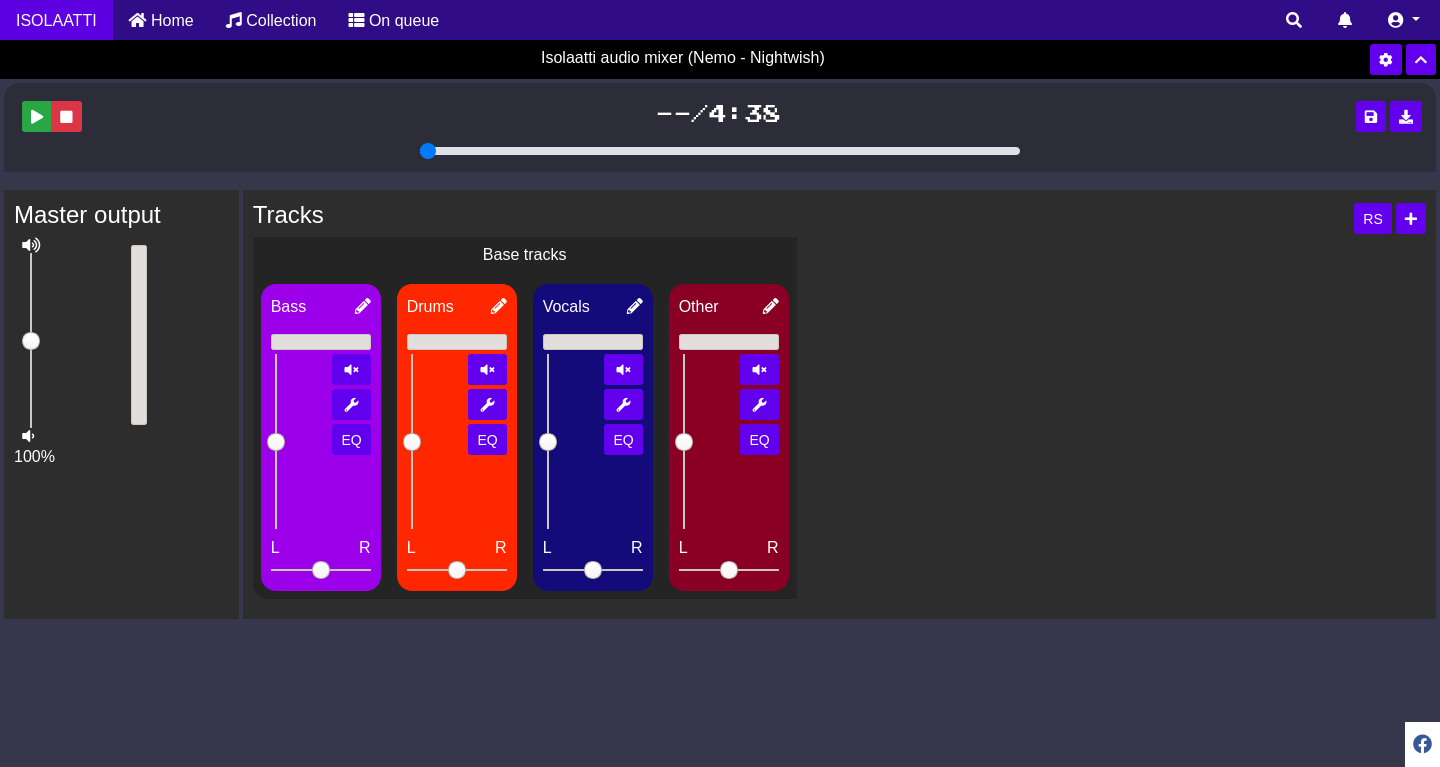 ISOLAATTI Home Collection On queue
Isolaatti audio mixer (Nemo - Nightwish)
--/4:38
Master output
100%
Tracks
RS
Base tracks
Bass Drums Vocals Other
EQ EQ EQ EQ
L R L R L R L R